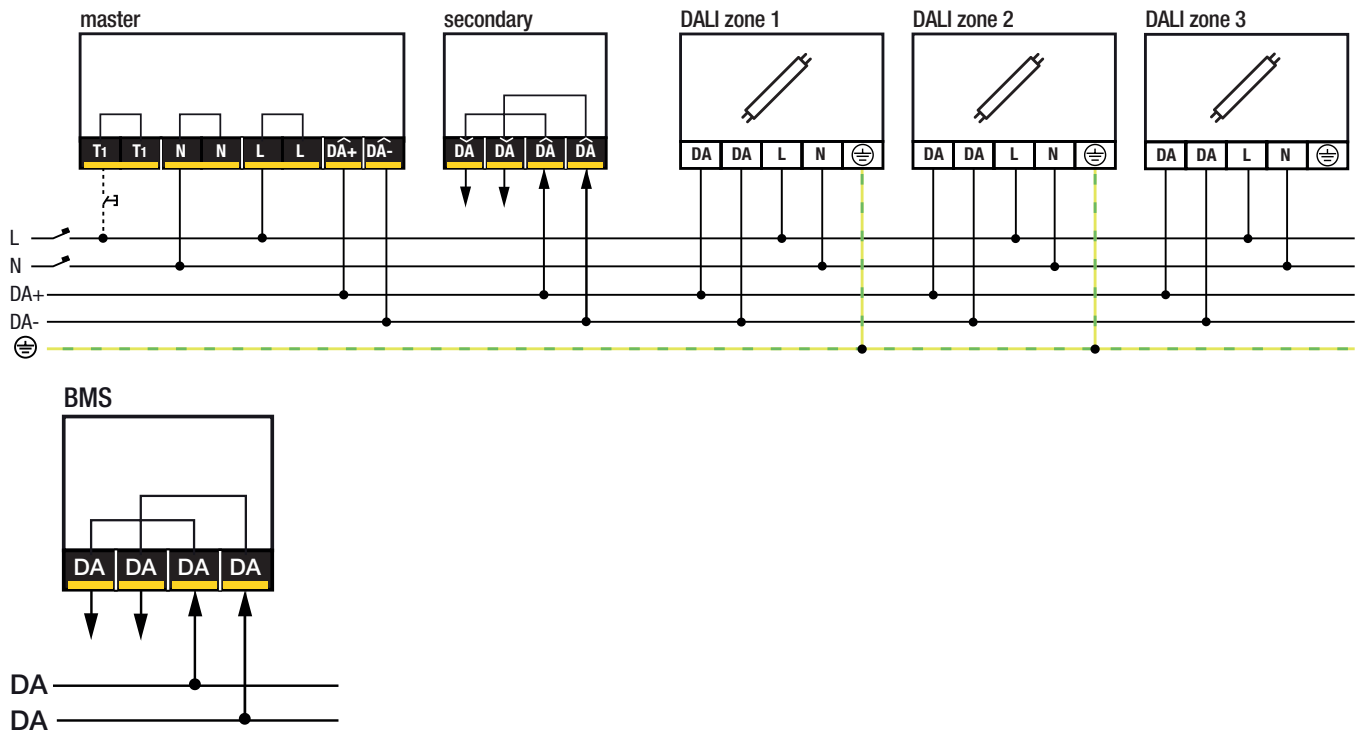 master secondary DALI zone 1 DALI zone 2 DALI zone 3
T1 T1 N N L L DA+ DA- DA DA DA DA DA DA L N DA DA L N DA DA L N
L
N
DA+
DA-
BMS
DA DA DA DA
DA
DA